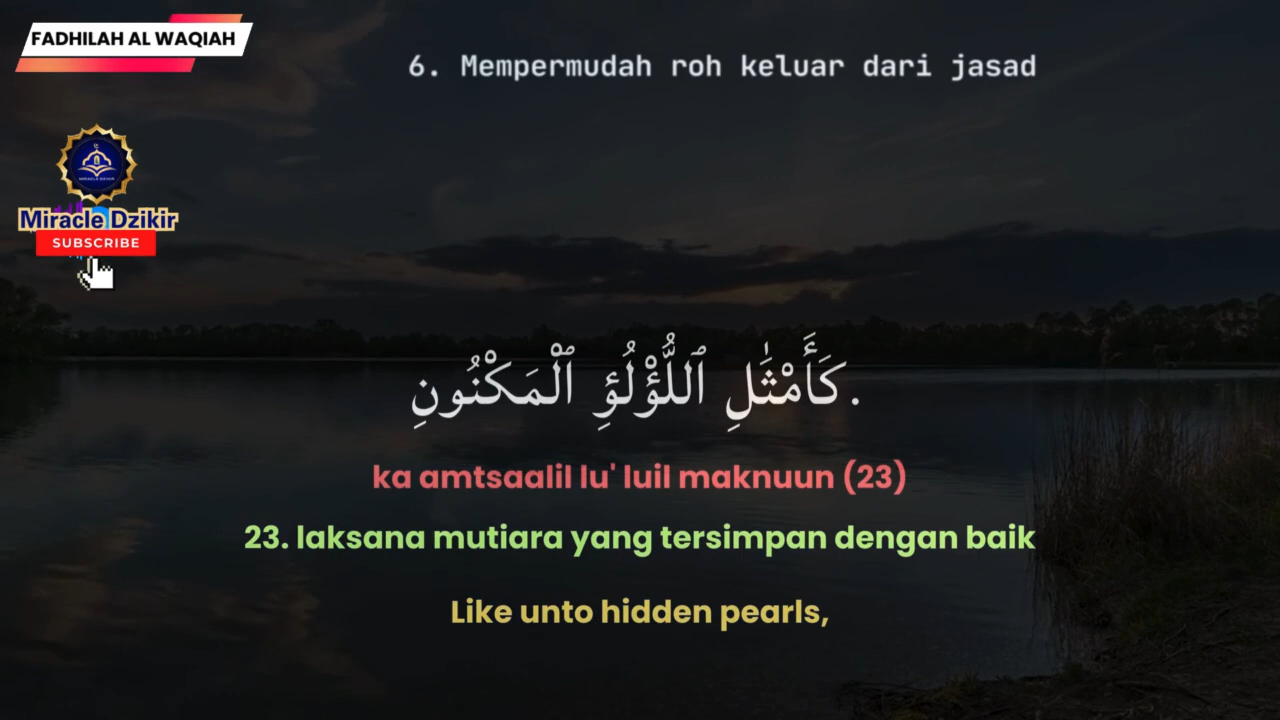 FADHILAH AL WAQIAH
6. Mempermudah roh keluar dari jasad
Miracle Dzikir
SUBSCRIBE
كَأَمْثَٰلِ ٱللُّؤْلُؤِ ٱلْمَكْنُونِ.
ka amtsaalil lu' luil maknuun (23)
23. laksana mutiara yang tersimpan dengan baik
Like unto hidden pearls,